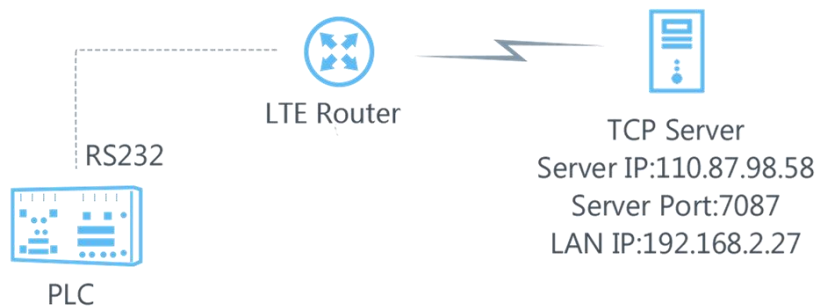 LTE Router
RS232
PLC
TCP Server
Server IP:110.87.98.58
Server Port:7087
LAN IP:192.168.2.27